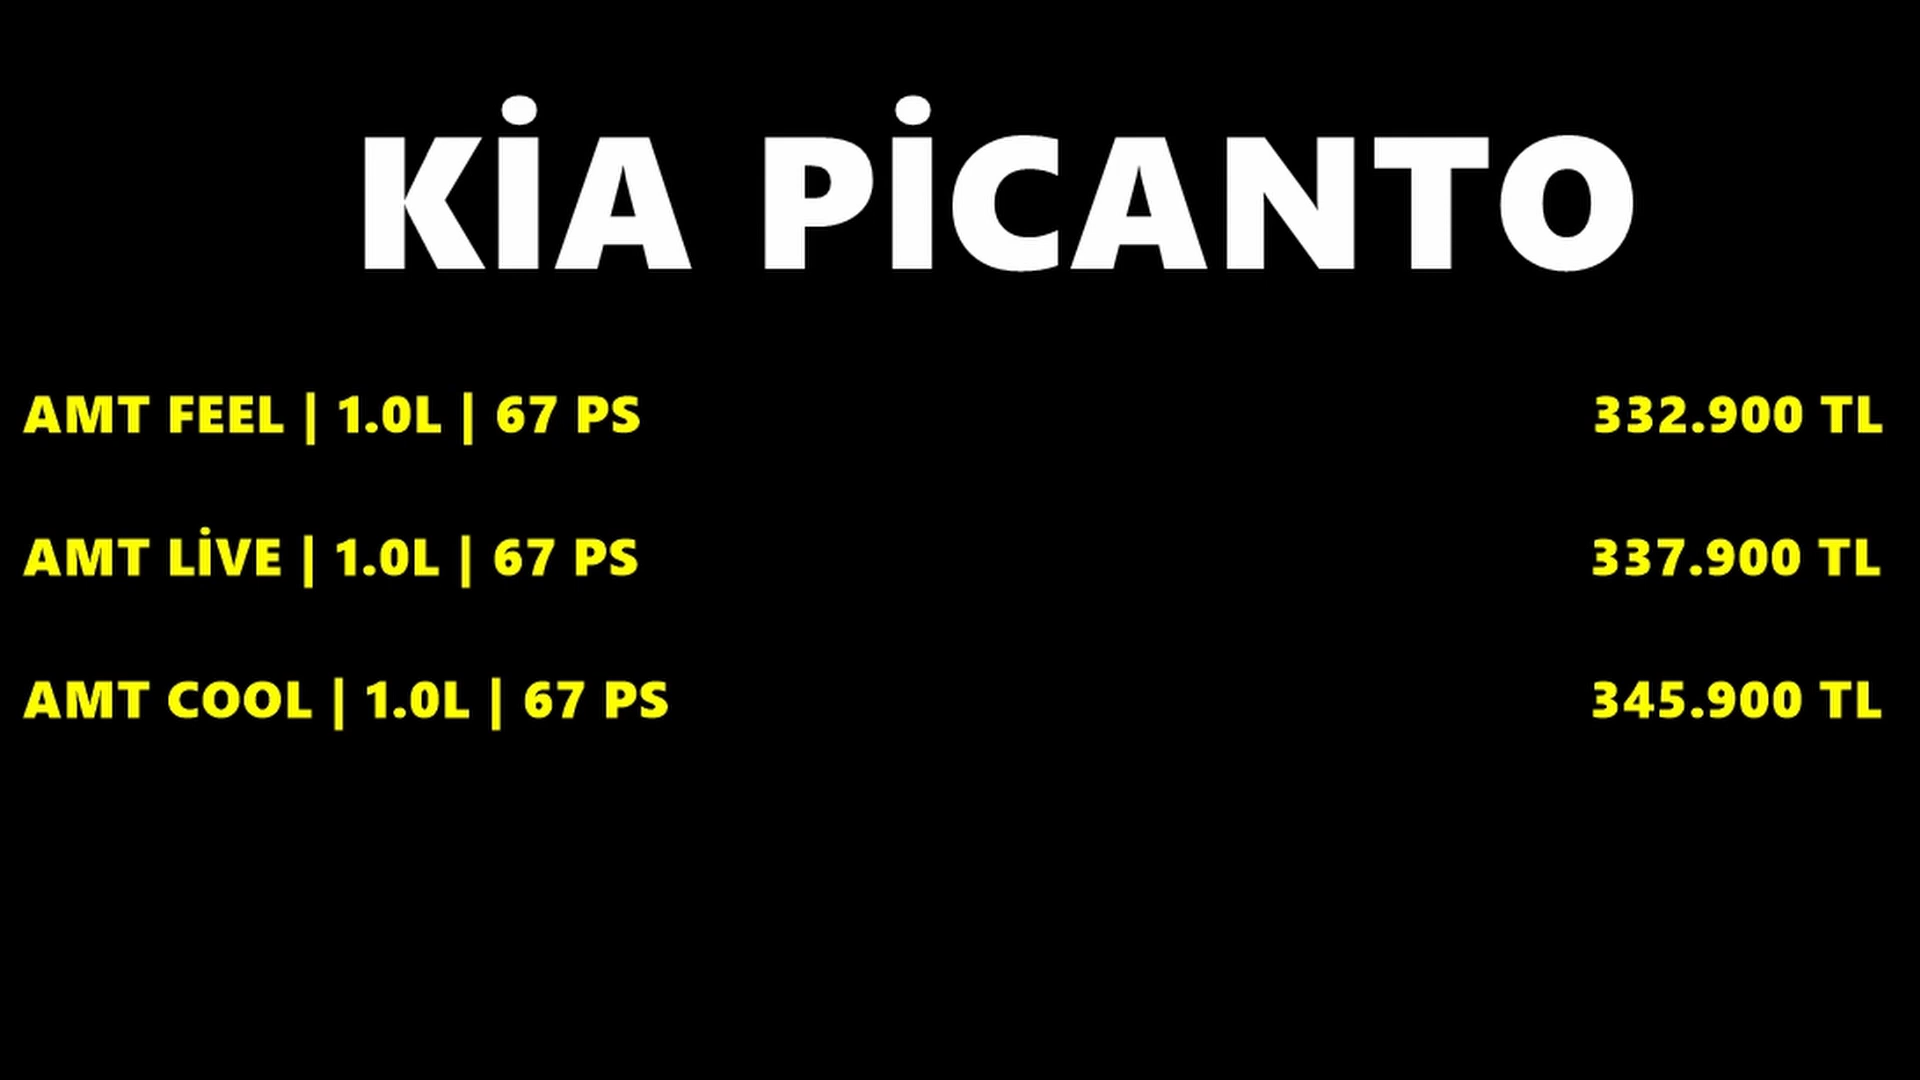 KİA PİCANTO
AMT FEEL | 1.0L | 67 PS 332.900 TL
AMT LİVE | 1.0L | 67 PS 337.900 TL
AMT COOL | 1.0L | 67 PS 345.900 TL